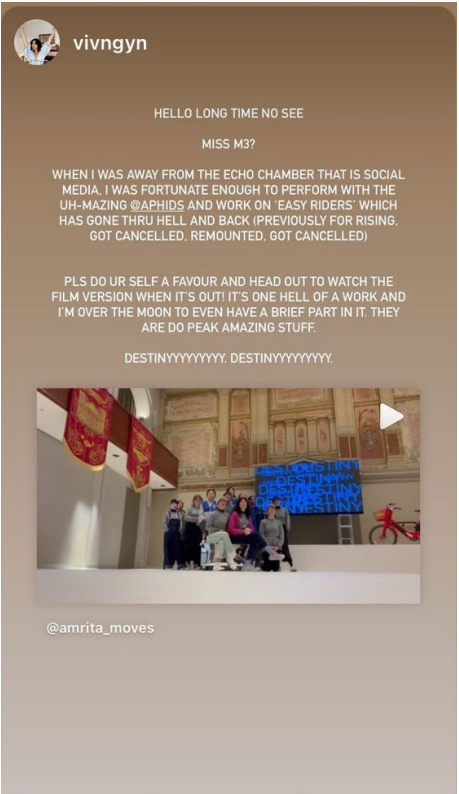 vivngyn
HELLO LONG TIME NO SEE
MISS M3?
WHEN I WAS AWAY FROM THE ECHO CHAMBER THAT IS SOCIAL
MEDIA, I WAS FORTUNATE ENOUGH TO PERFORM WITH THE
UH-MAZING @APHIDS AND WORK ON 'EASY RIDERS' WHICH
HAS GONE THRU HELL AND BACK (PREVIOUSLY FOR RISING,
GOT CANCELLED, REMOUNTED, GOT CANCELLED)
PLS DO UR SELF A FAVOUR AND HEAD OUT TO WATCH THE
FILM VERSION WHEN IT'S OUT! IT'S ONE HELL OF A WORK AND
I'M OVER THE MOON TO EVEN HAVE A BRIEF PART IN IT. THEY
ARE DO PEAK AMAZING STUFF.
DESTINYYYYYYYYY. DESTINYYYYYYYYY.
DESTINY
DESTINY
@amrita_moves